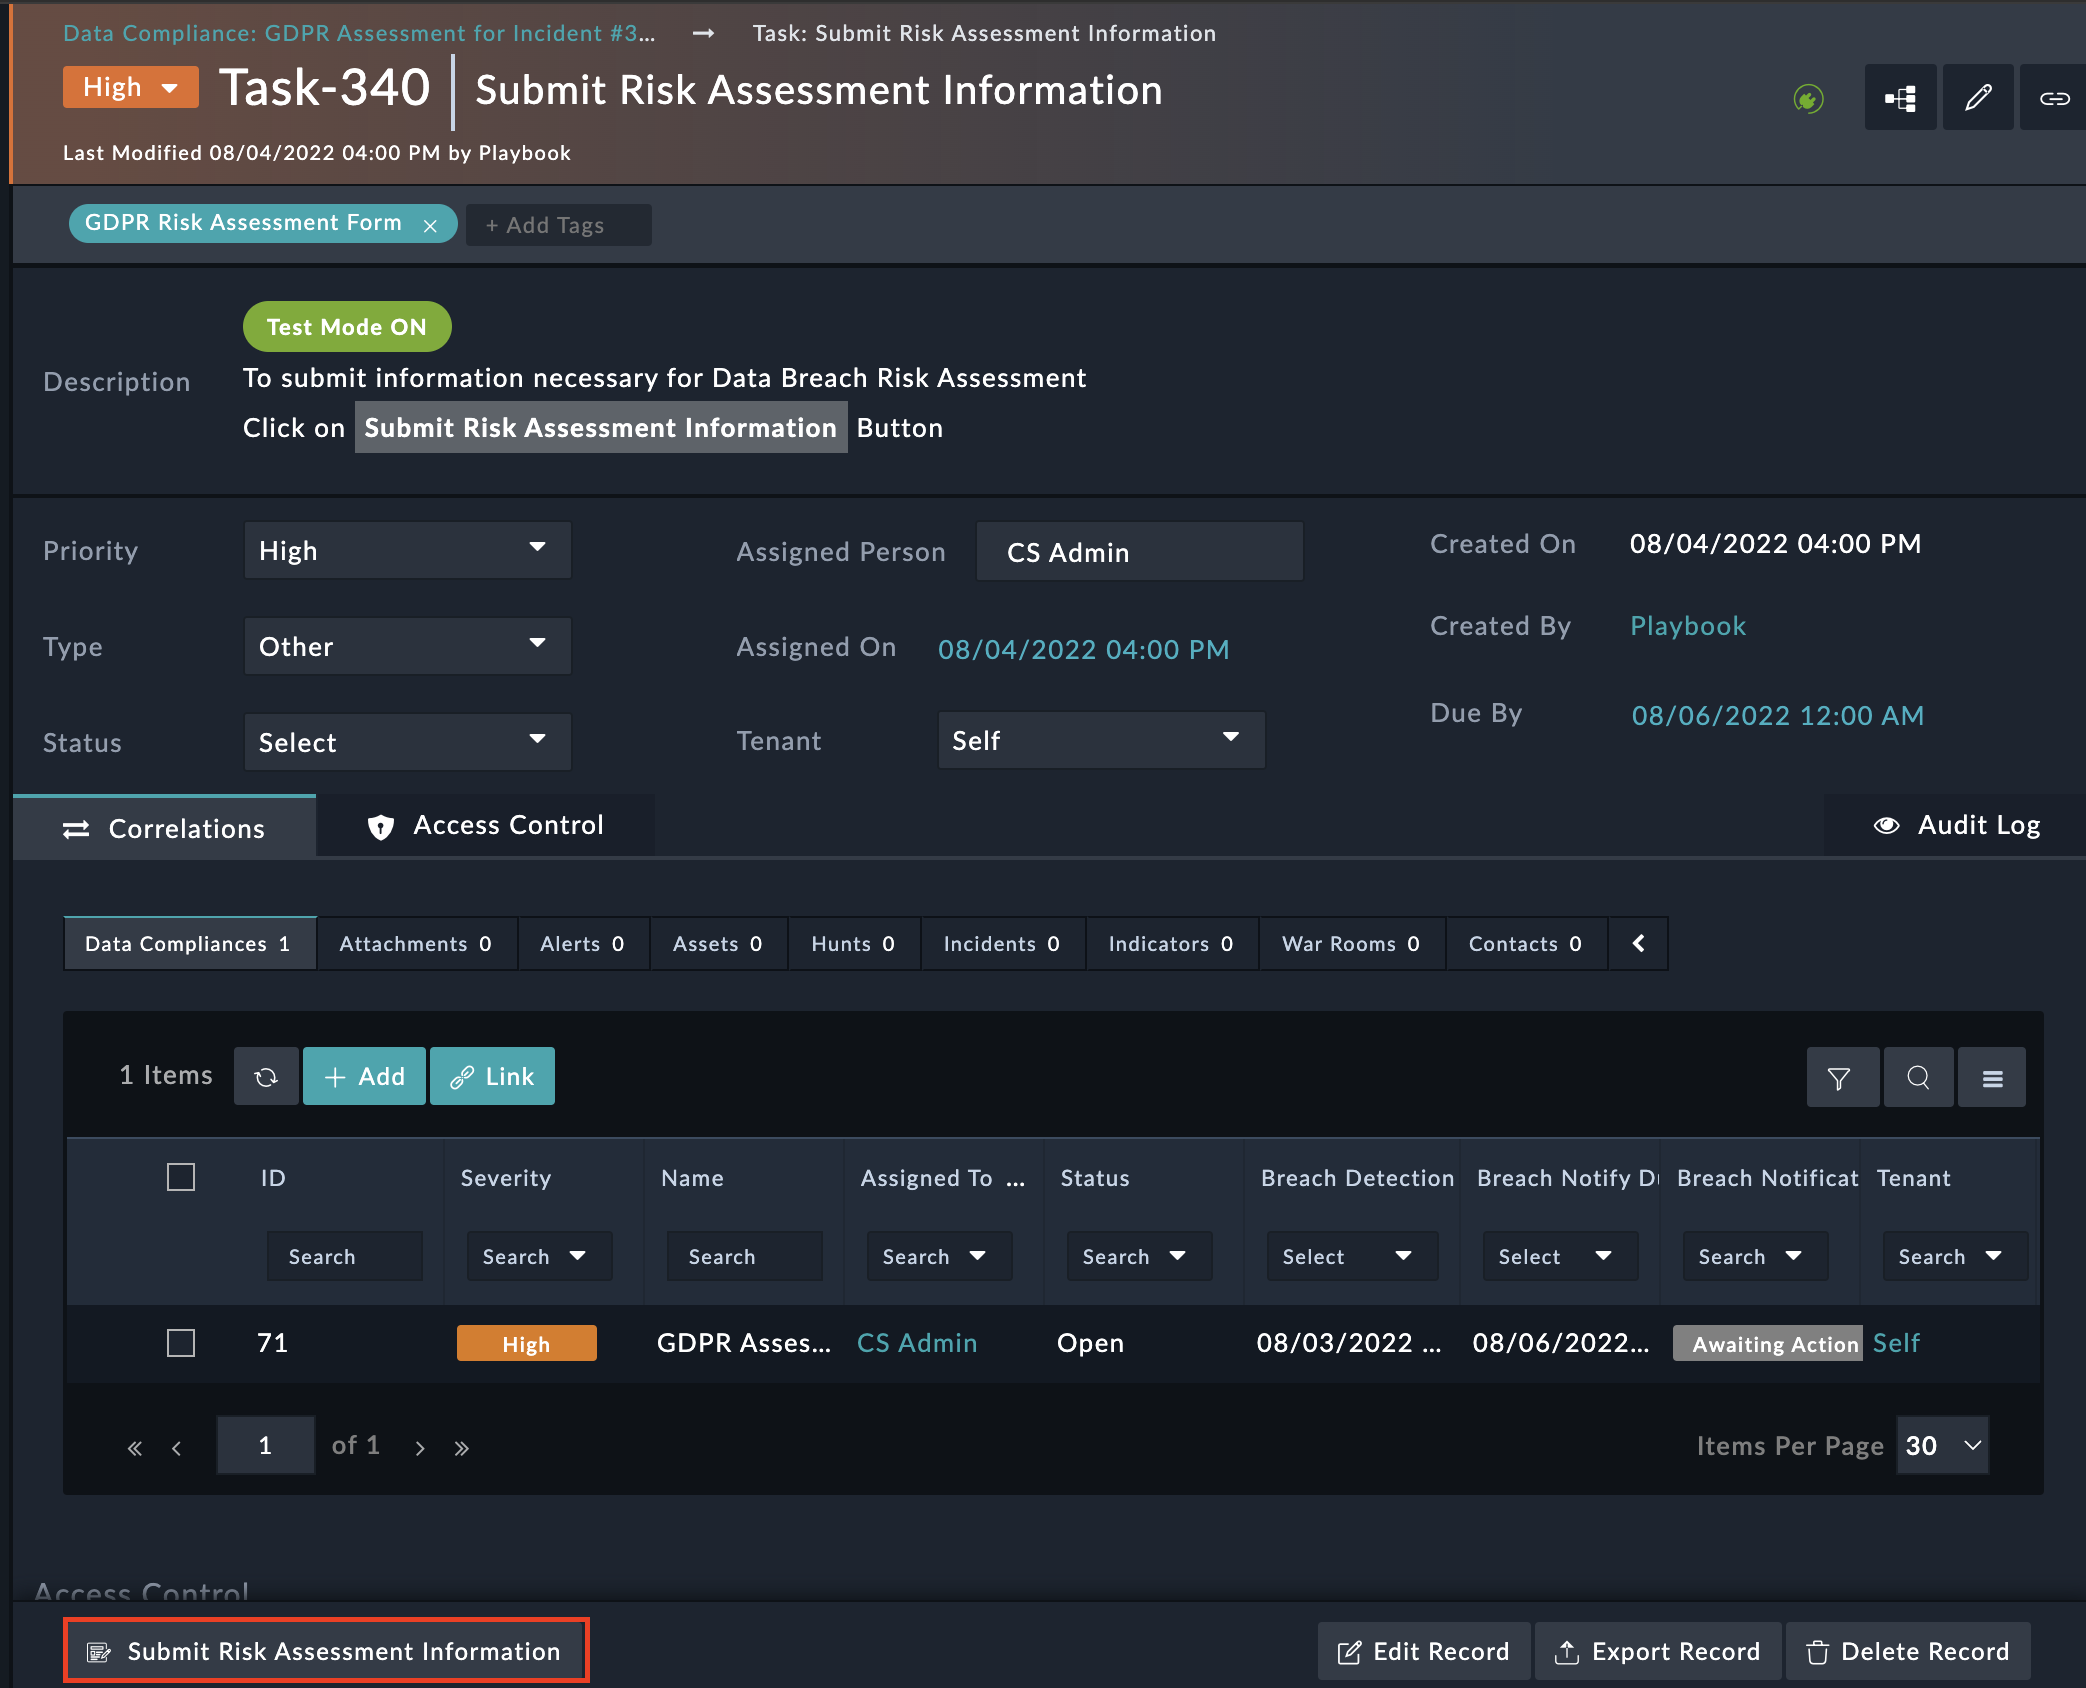 Data Compliance: GDPR Assessment for Incident #3... → Task: Submit Risk Assessment Information
High Task-340 Submit Risk Assessment Information
Last Modified 08/04/2022 04:00 PM by Playbook
GDPR Risk Assessment Form × + Add Tags
Test Mode ON
Description To submit information necessary for Data Breach Risk Assessment
Click on Submit Risk Assessment Information Button
Priority High Assigned Person CS Admin Created On 08/04/2022 04:00 PM
Type Other Assigned On 08/04/2022 04:00 PM Created By Playbook
Status Select Tenant Self Due By 08/06/2022 12:00 AM
Correlations Access Control Audit Log
Data Compliances 1 Attachments 0 Alerts 0 Assets 0 Hunts 0 Incidents 0 Indicators 0 War Rooms 0 Contacts 0
1 Items + Add Link
ID Severity Name Assigned To ... Status Breach Detection Breach Notify D Breach Notificat Tenant
Search Search Search Search Search Select Select Search Search
71 High GDPR Asses... CS Admin Open 08/03/2022 ... 08/06/2022... Awaiting Action Self
« ‹ 1 of 1 › » Items Per Page 30
Access Control
Submit Risk Assessment Information Edit Record Export Record Delete Record